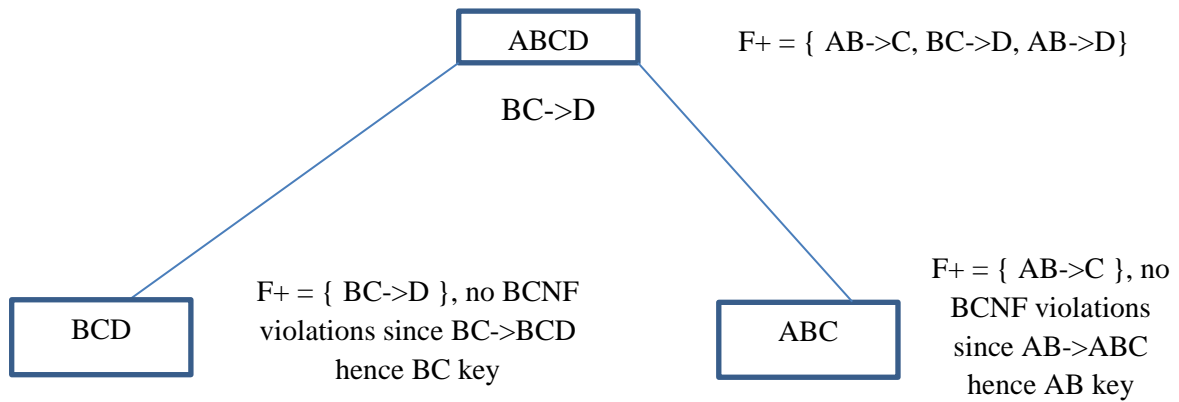 ABCD
F+ = { AB->C, BC->D, AB->D}
BC->D
BCD
F+ = { BC->D }, no BCNF
violations since BC->BCD
hence BC key
ABC
F+ = { AB->C }, no
BCNF violations
since AB->ABC
hence AB key